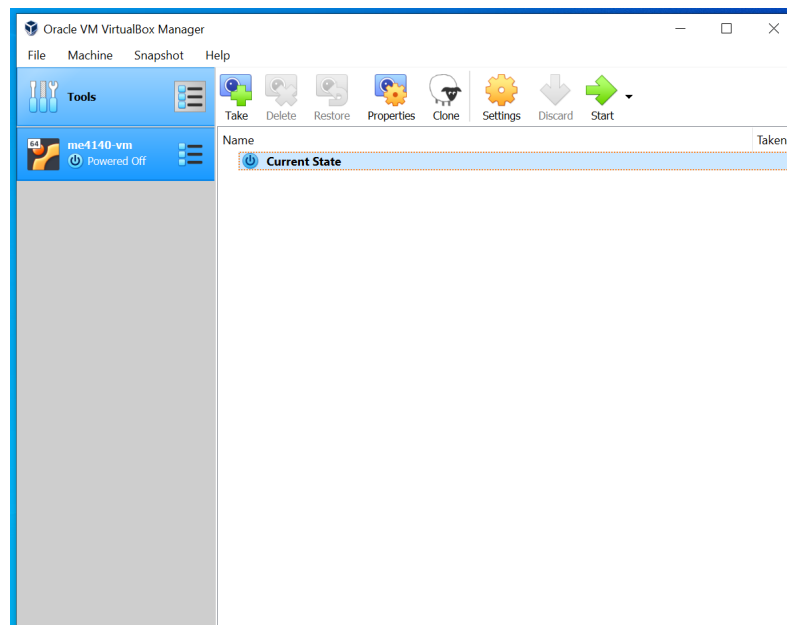 Oracle VM VirtualBox Manager
File Machine Snapshot Help
Tools
Take Delete Restore Properties Clone Settings Discard Start
64 me4140-vm
Powered Off
Name Taken
Current State